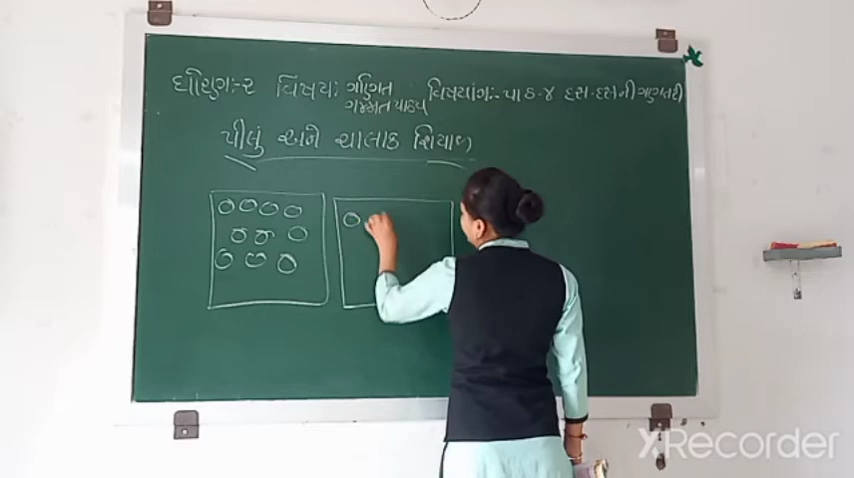 ધોરણ:-૨ વિષય: ગણિત ગમ્મત પાઠ્ય વિષયાંગ:- પાઠ-૪ દસ-દસની ગણતરી
પીલું અને ચાલાક શિયાળ
XRecorder